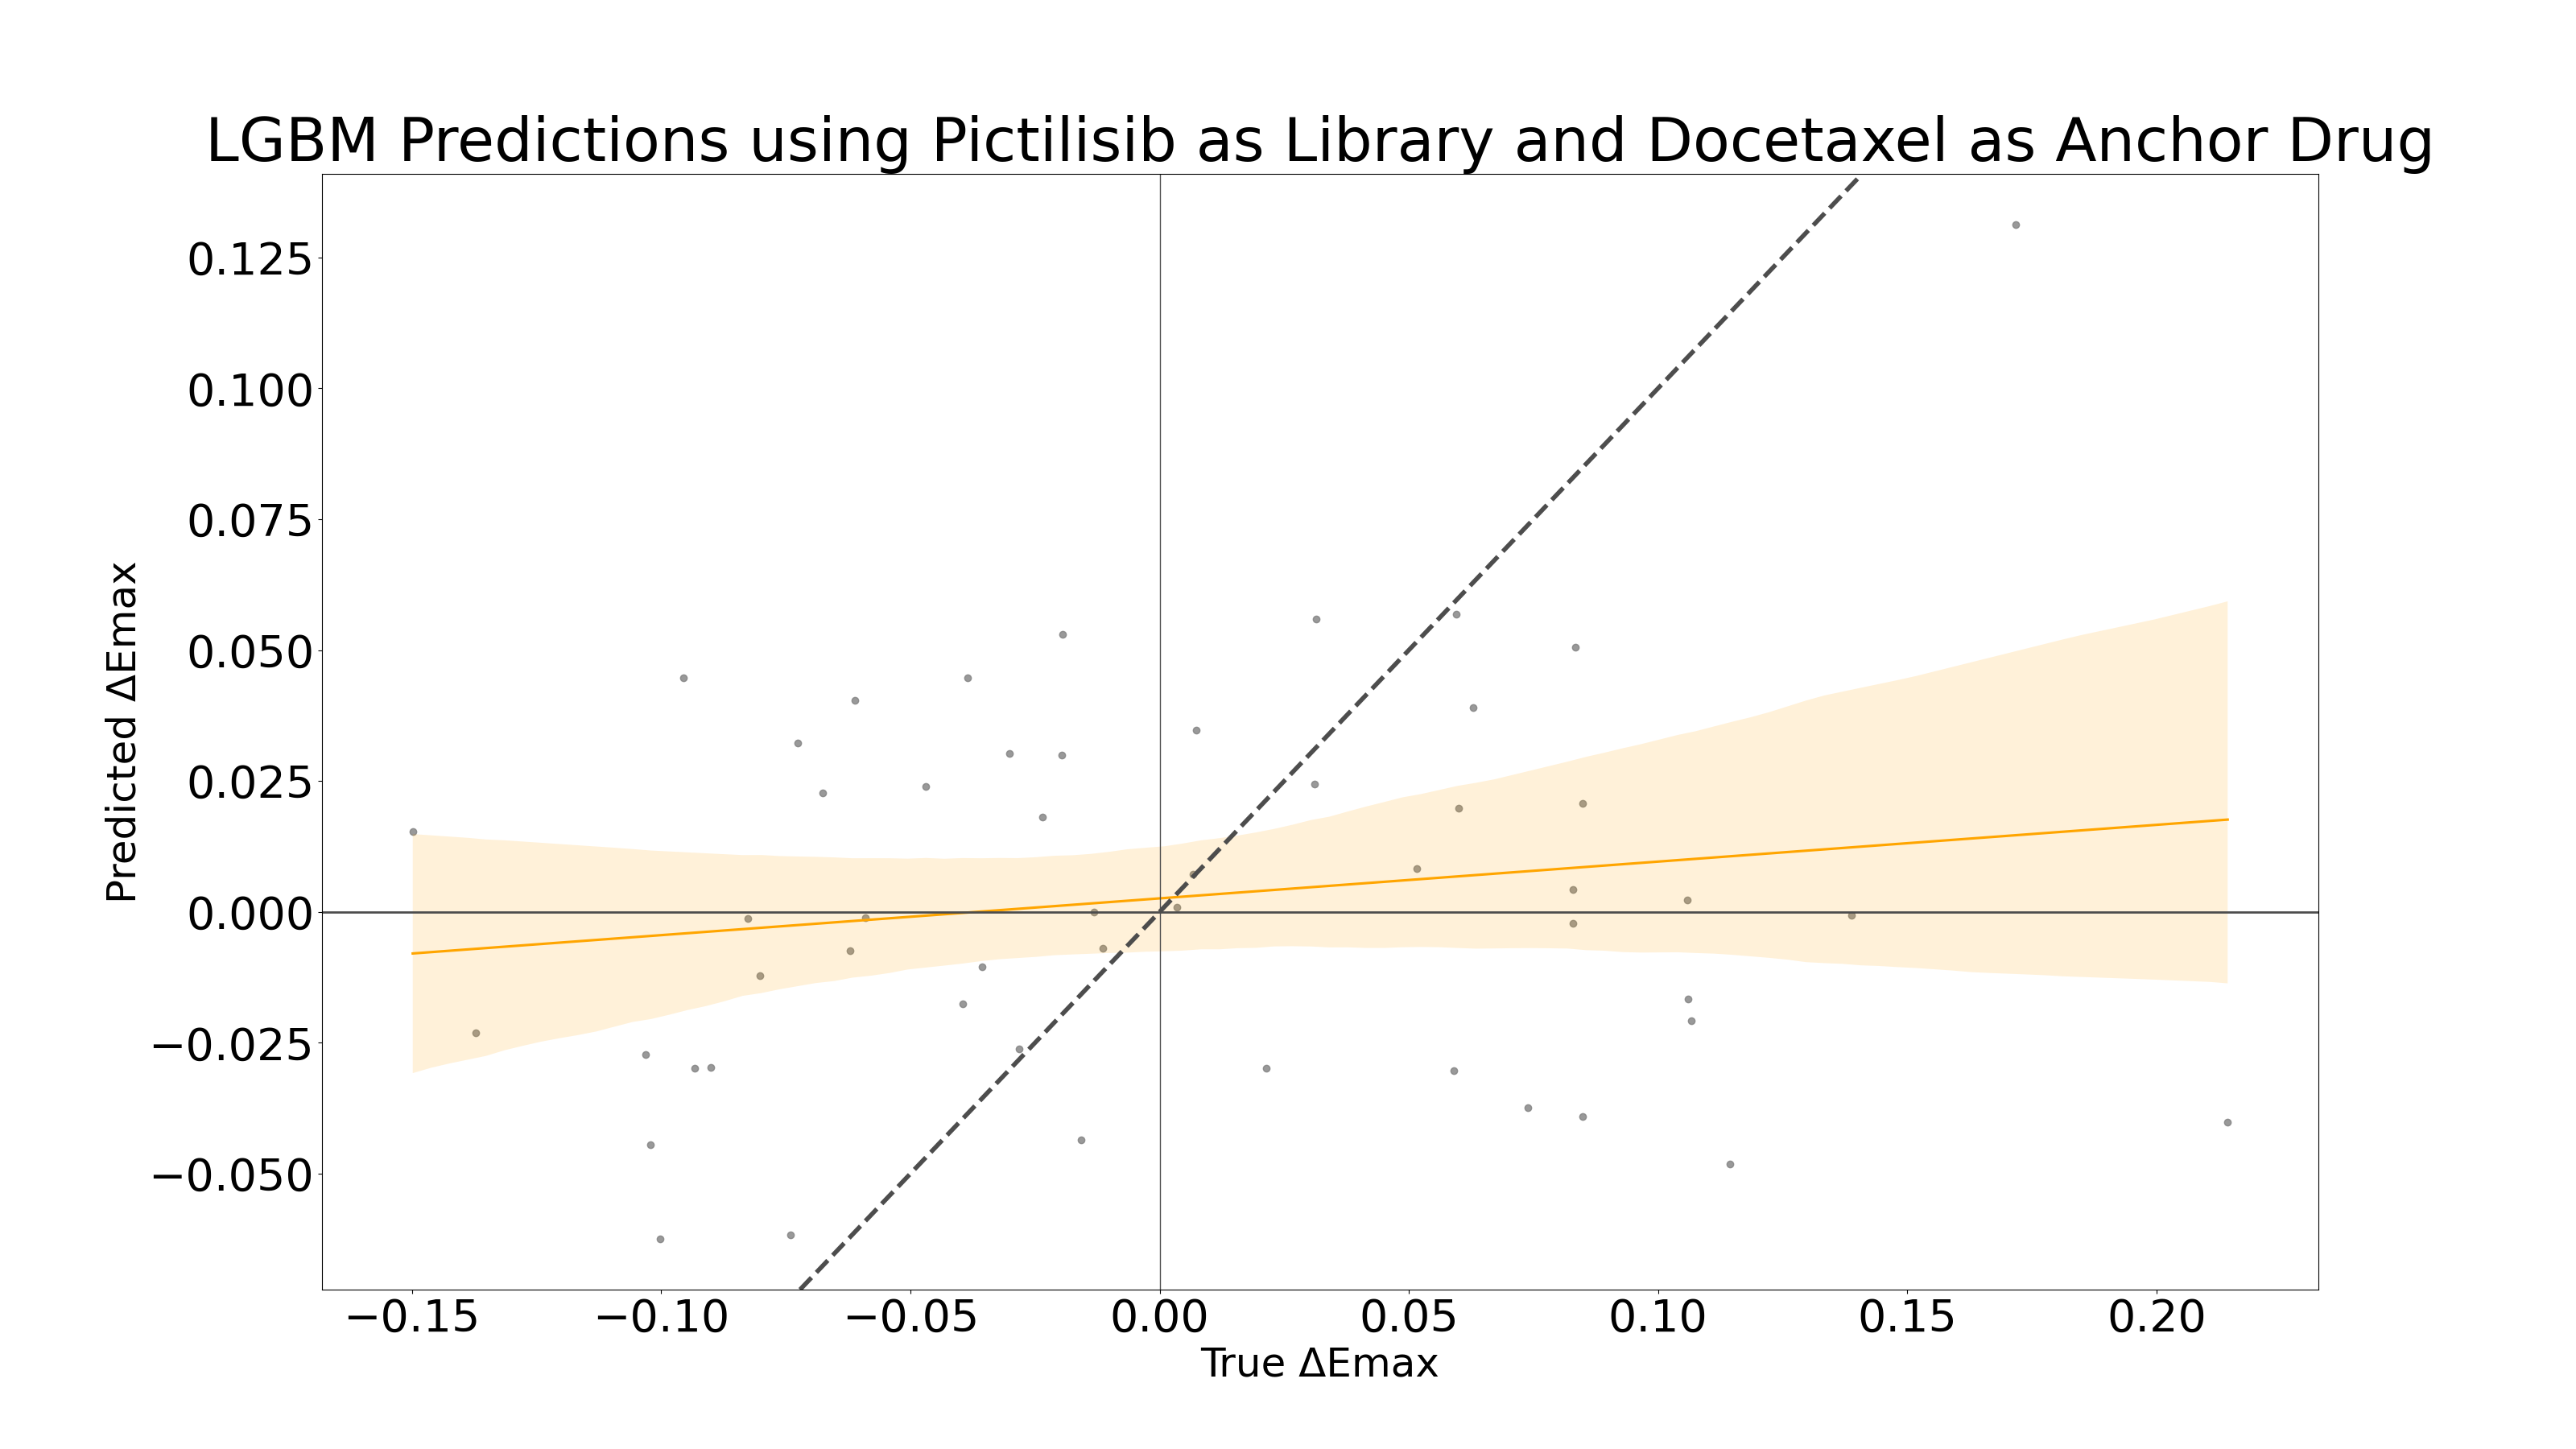 LGBM Predictions using Pictilisib as Library and Docetaxel as Anchor Drug
0.125
0.100
0.075
0.050
0.025
0.000
−0.025
−0.050
Predicted ΔEmax
−0.15 −0.10 −0.05 0.00 0.05 0.10 0.15 0.20
True ΔEmax